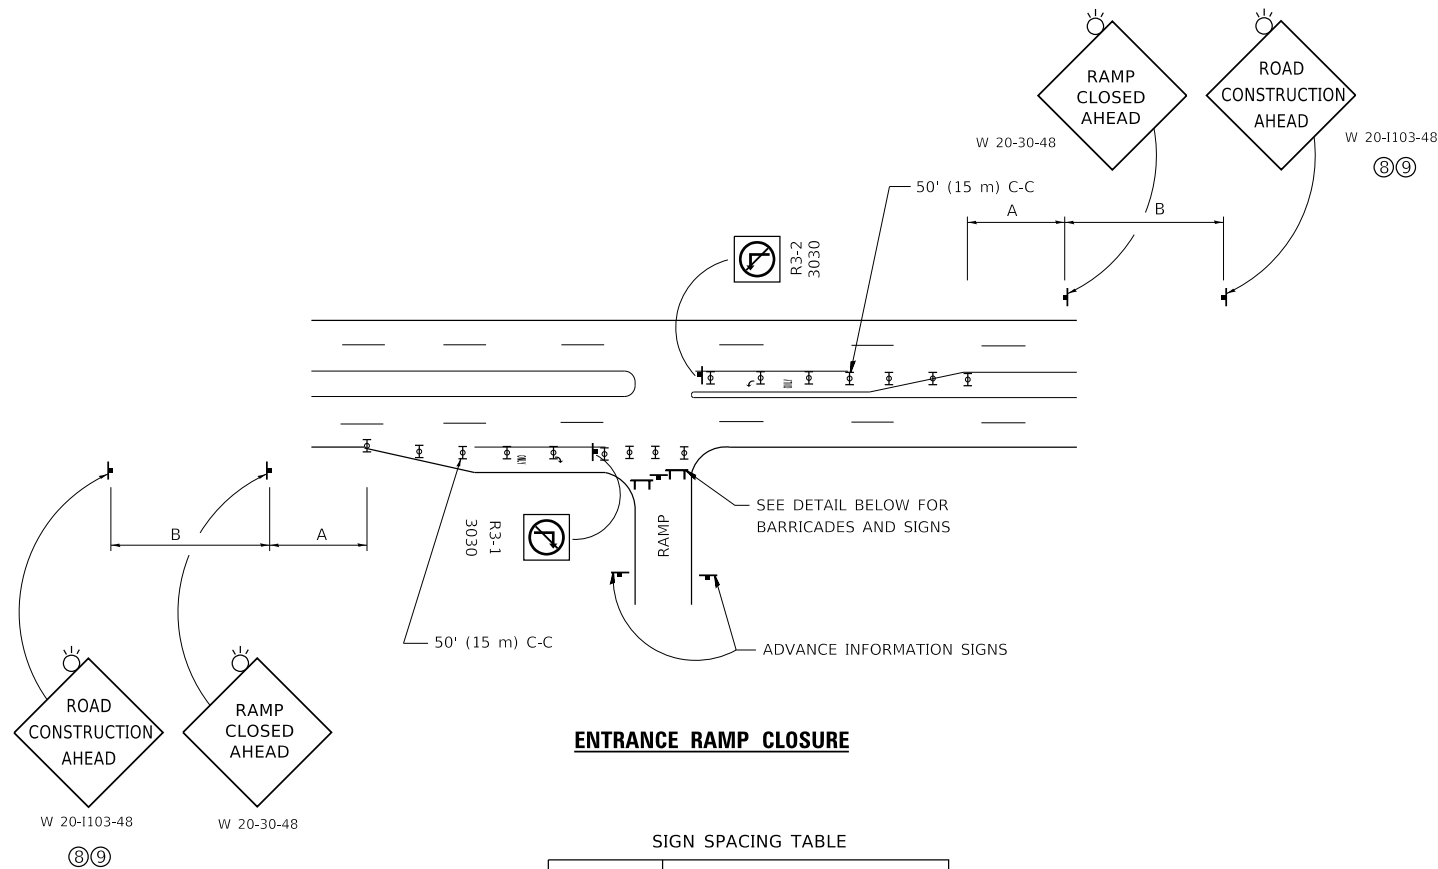 RAMP
CLOSED
AHEAD
W 20-30-48
ROAD
CONSTRUCTION
AHEAD
W 20-I103-48
⑧⑨
50' (15 m) C-C
A
B
R3-2
3030
ONLY
ONLY
B
A
R3-1
3030
RAMP
SEE DETAIL BELOW FOR
BARRICADES AND SIGNS
50' (15 m) C-C
ADVANCE INFORMATION SIGNS
ROAD
CONSTRUCTION
AHEAD
W 20-I103-48
⑧⑨
RAMP
CLOSED
AHEAD
W 20-30-48
ENTRANCE RAMP CLOSURE
SIGN SPACING TABLE